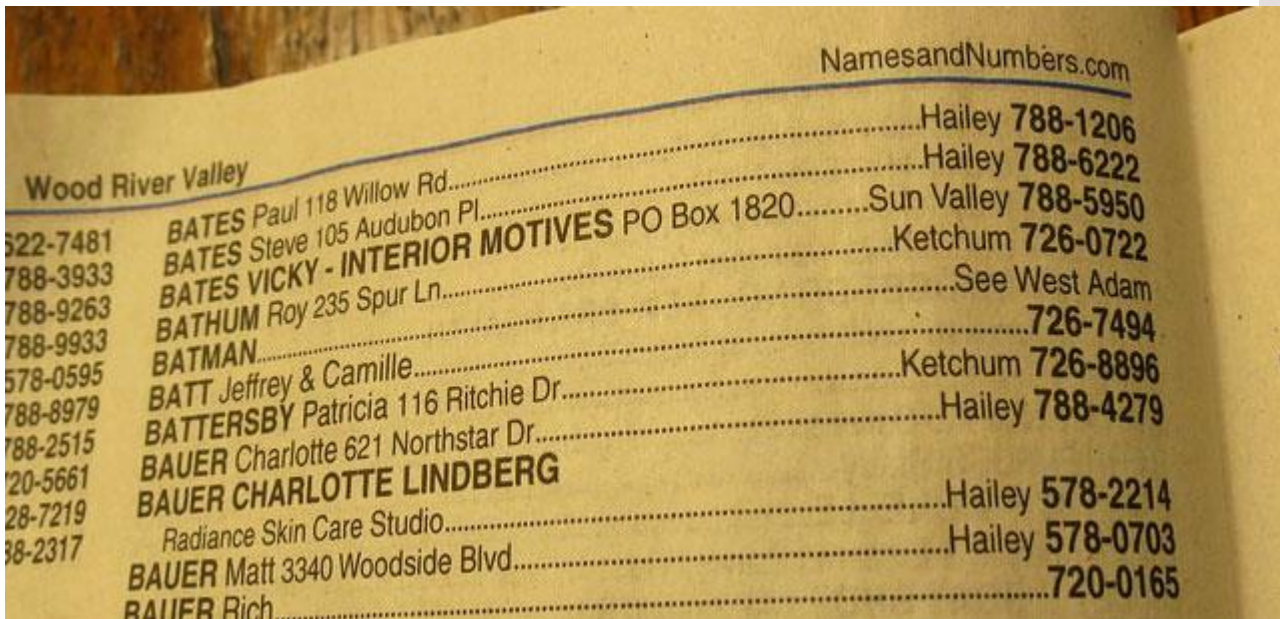 NamesandNumbers.com
Wood River Valley
622-7481
788-3933
788-9263
788-9933
578-0595
788-8979
788-2515
20-5661
28-7219
38-2317
BATES Paul 118 Willow Rd..........Hailey 788-1206
BATES Steve 105 Audubon Pl..........Hailey 788-6222
BATES VICKY - INTERIOR MOTIVES PO Box 1820.........Sun Valley 788-5950
BATHUM Roy 235 Spur Ln..........Ketchum 726-0722
BATMAN..........See West Adam
BATT Jeffrey & Camille..........726-7494
BATTERSBY Patricia 116 Ritchie Dr..........Ketchum 726-8896
BAUER Charlotte 621 Northstar Dr..........Hailey 788-4279
BAUER CHARLOTTE LINDBERG
Radiance Skin Care Studio..........Hailey 578-2214
BAUER Matt 3340 Woodside Blvd..........Hailey 578-0703
BAUER Rich..........720-0165